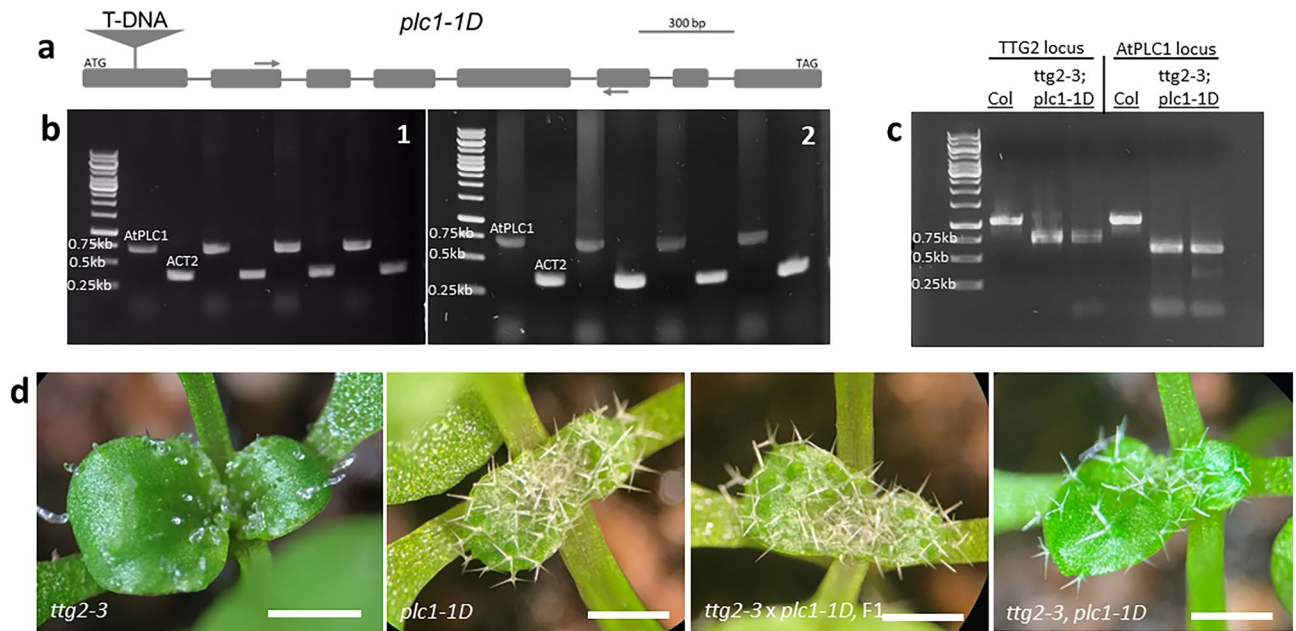 a
T-DNA
plc1-1D
300 bp
ATG
TAG
b
1
0.75kb
0.5kb
0.25kb
AtPLC1
ACT2
2
0.75kb
0.5kb
0.25kb
AtPLC1
ACT2
c
TTG2 locus
AtPLC1 locus
Col
ttg2-3;
plc1-1D
Col
ttg2-3;
plc1-1D
0.75kb
0.5kb
0.25kb
d
ttg2-3
plc1-1D
ttg2-3 x plc1-1D, F1
ttg2-3, plc1-1D